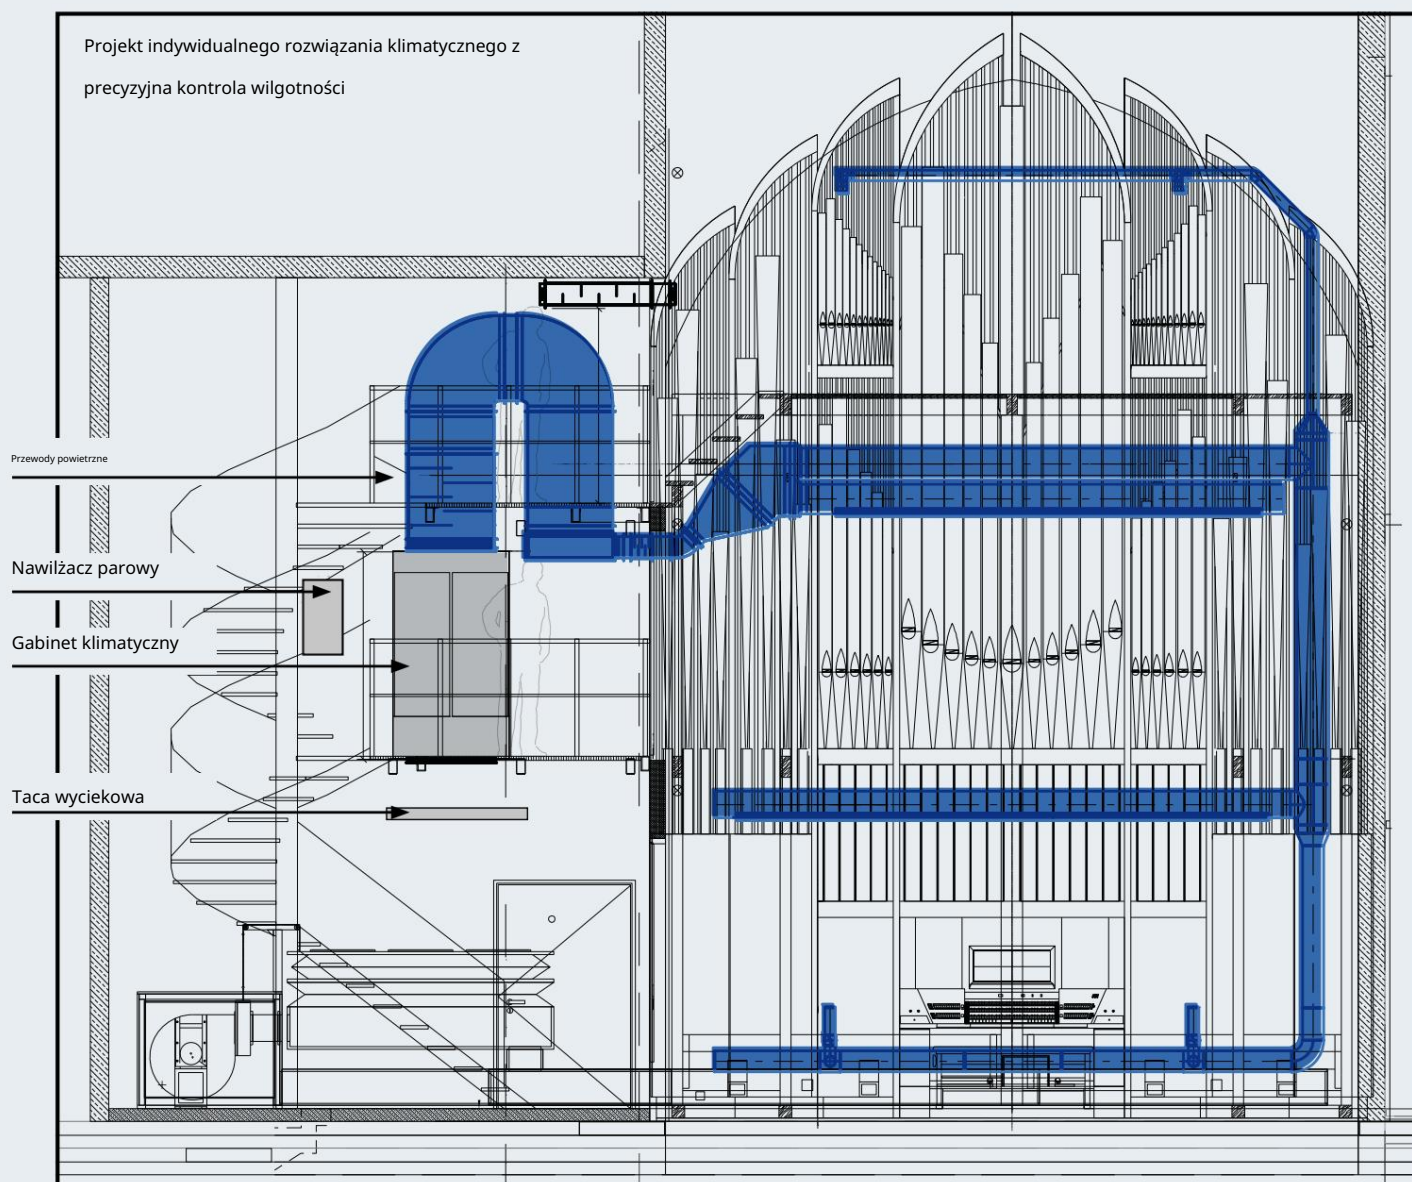 Projekt indywidualnego rozwiązania klimatycznego z
precyzyjna kontrola wilgotności
Przewody powietrzne
Nawilżacz parowy
Gabinet klimatyczny
Taca wyciekowa